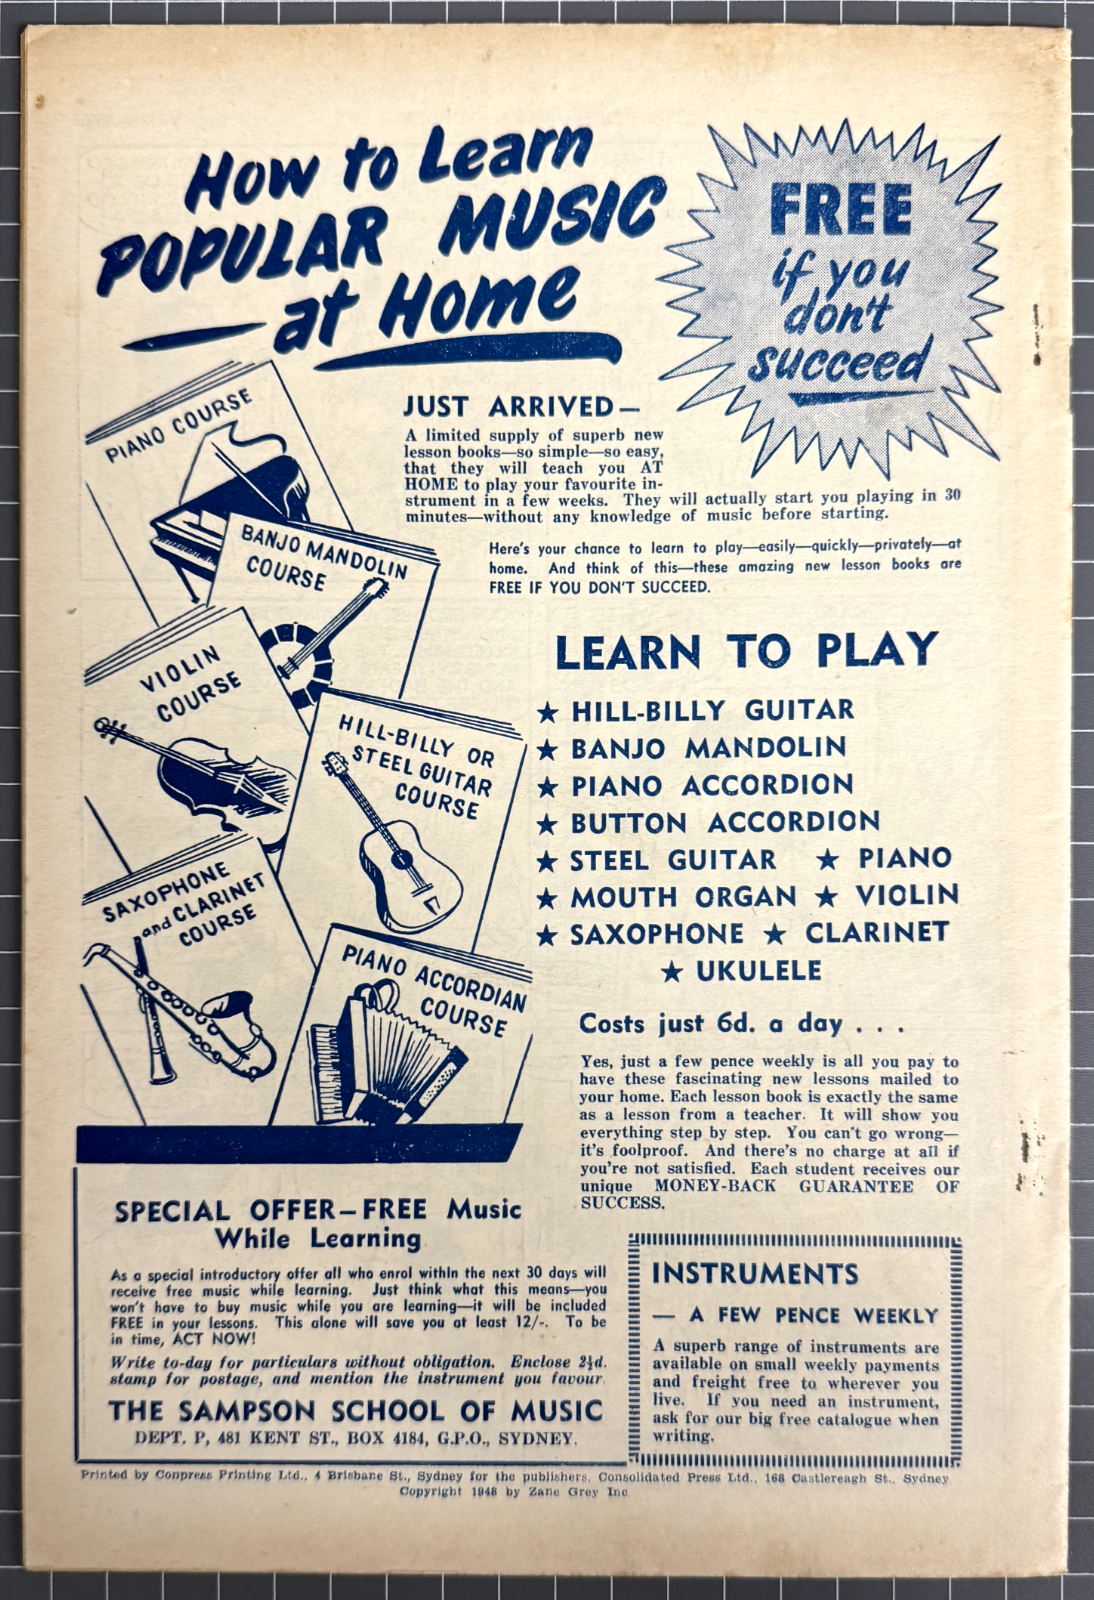 How to Learn
POPULAR MUSIC
at Home
FREE
if you
don't
succeed
PIANO COURSE
BANJO MANDOLIN
COURSE
VIOLIN
COURSE
HILL-BILLY OR
STEEL GUITAR
COURSE
SAXOPHONE
and CLARINET
COURSE
PIANO ACCORDIAN
COURSE
JUST ARRIVED—
A limited supply of superb new
lesson books—so simple—so easy,
that they will teach you AT
HOME to play your favourite in-
strument in a few weeks. They will actually start you playing in 30
minutes—without any knowledge of music before starting.
Here's your chance to learn to play—easily—quickly—privately—at
home. And think of this—these amazing new lesson books are
FREE IF YOU DON'T SUCCEED.
LEARN TO PLAY
★ HILL-BILLY GUITAR
★ BANJO MANDOLIN
★ PIANO ACCORDION
★ BUTTON ACCORDION
★ STEEL GUITAR ★ PIANO
★ MOUTH ORGAN ★ VIOLIN
★ SAXOPHONE ★ CLARINET
★ UKULELE
Costs just 6d. a day . . .
Yes, just a few pence weekly is all you pay to
have these fascinating new lessons mailed to
your home. Each lesson book is exactly the same
as a lesson from a teacher. It will show you
everything step by step. You can't go wrong—
it's foolproof. And there's no charge at all if
you're not satisfied. Each student receives our
unique MONEY-BACK GUARANTEE OF
SUCCESS.
SPECIAL OFFER—FREE Music
While Learning
As a special introductory offer all who enrol within the next 30 days will
receive free music while learning. Just think what this means—you
won't have to buy music while you are learning—it will be included
FREE in your lessons. This alone will save you at least 12/-. To be
in time, ACT NOW!
Write to-day for particulars without obligation. Enclose 2½d.
stamp for postage, and mention the instrument you favour.
THE SAMPSON SCHOOL OF MUSIC
DEPT. P, 481 KENT ST., BOX 4184, G.P.O., SYDNEY.
INSTRUMENTS
— A FEW PENCE WEEKLY
A superb range of instruments are
available on small weekly payments
and freight free to wherever you
live. If you need an instrument,
ask for our big free catalogue when
writing.
Printed by Conpress Printing Ltd., 4 Brisbane St., Sydney for the publishers, Consolidated Press Ltd., 168 Castlereagh St., Sydney
Copyright 1948 by Zane Grey Inc